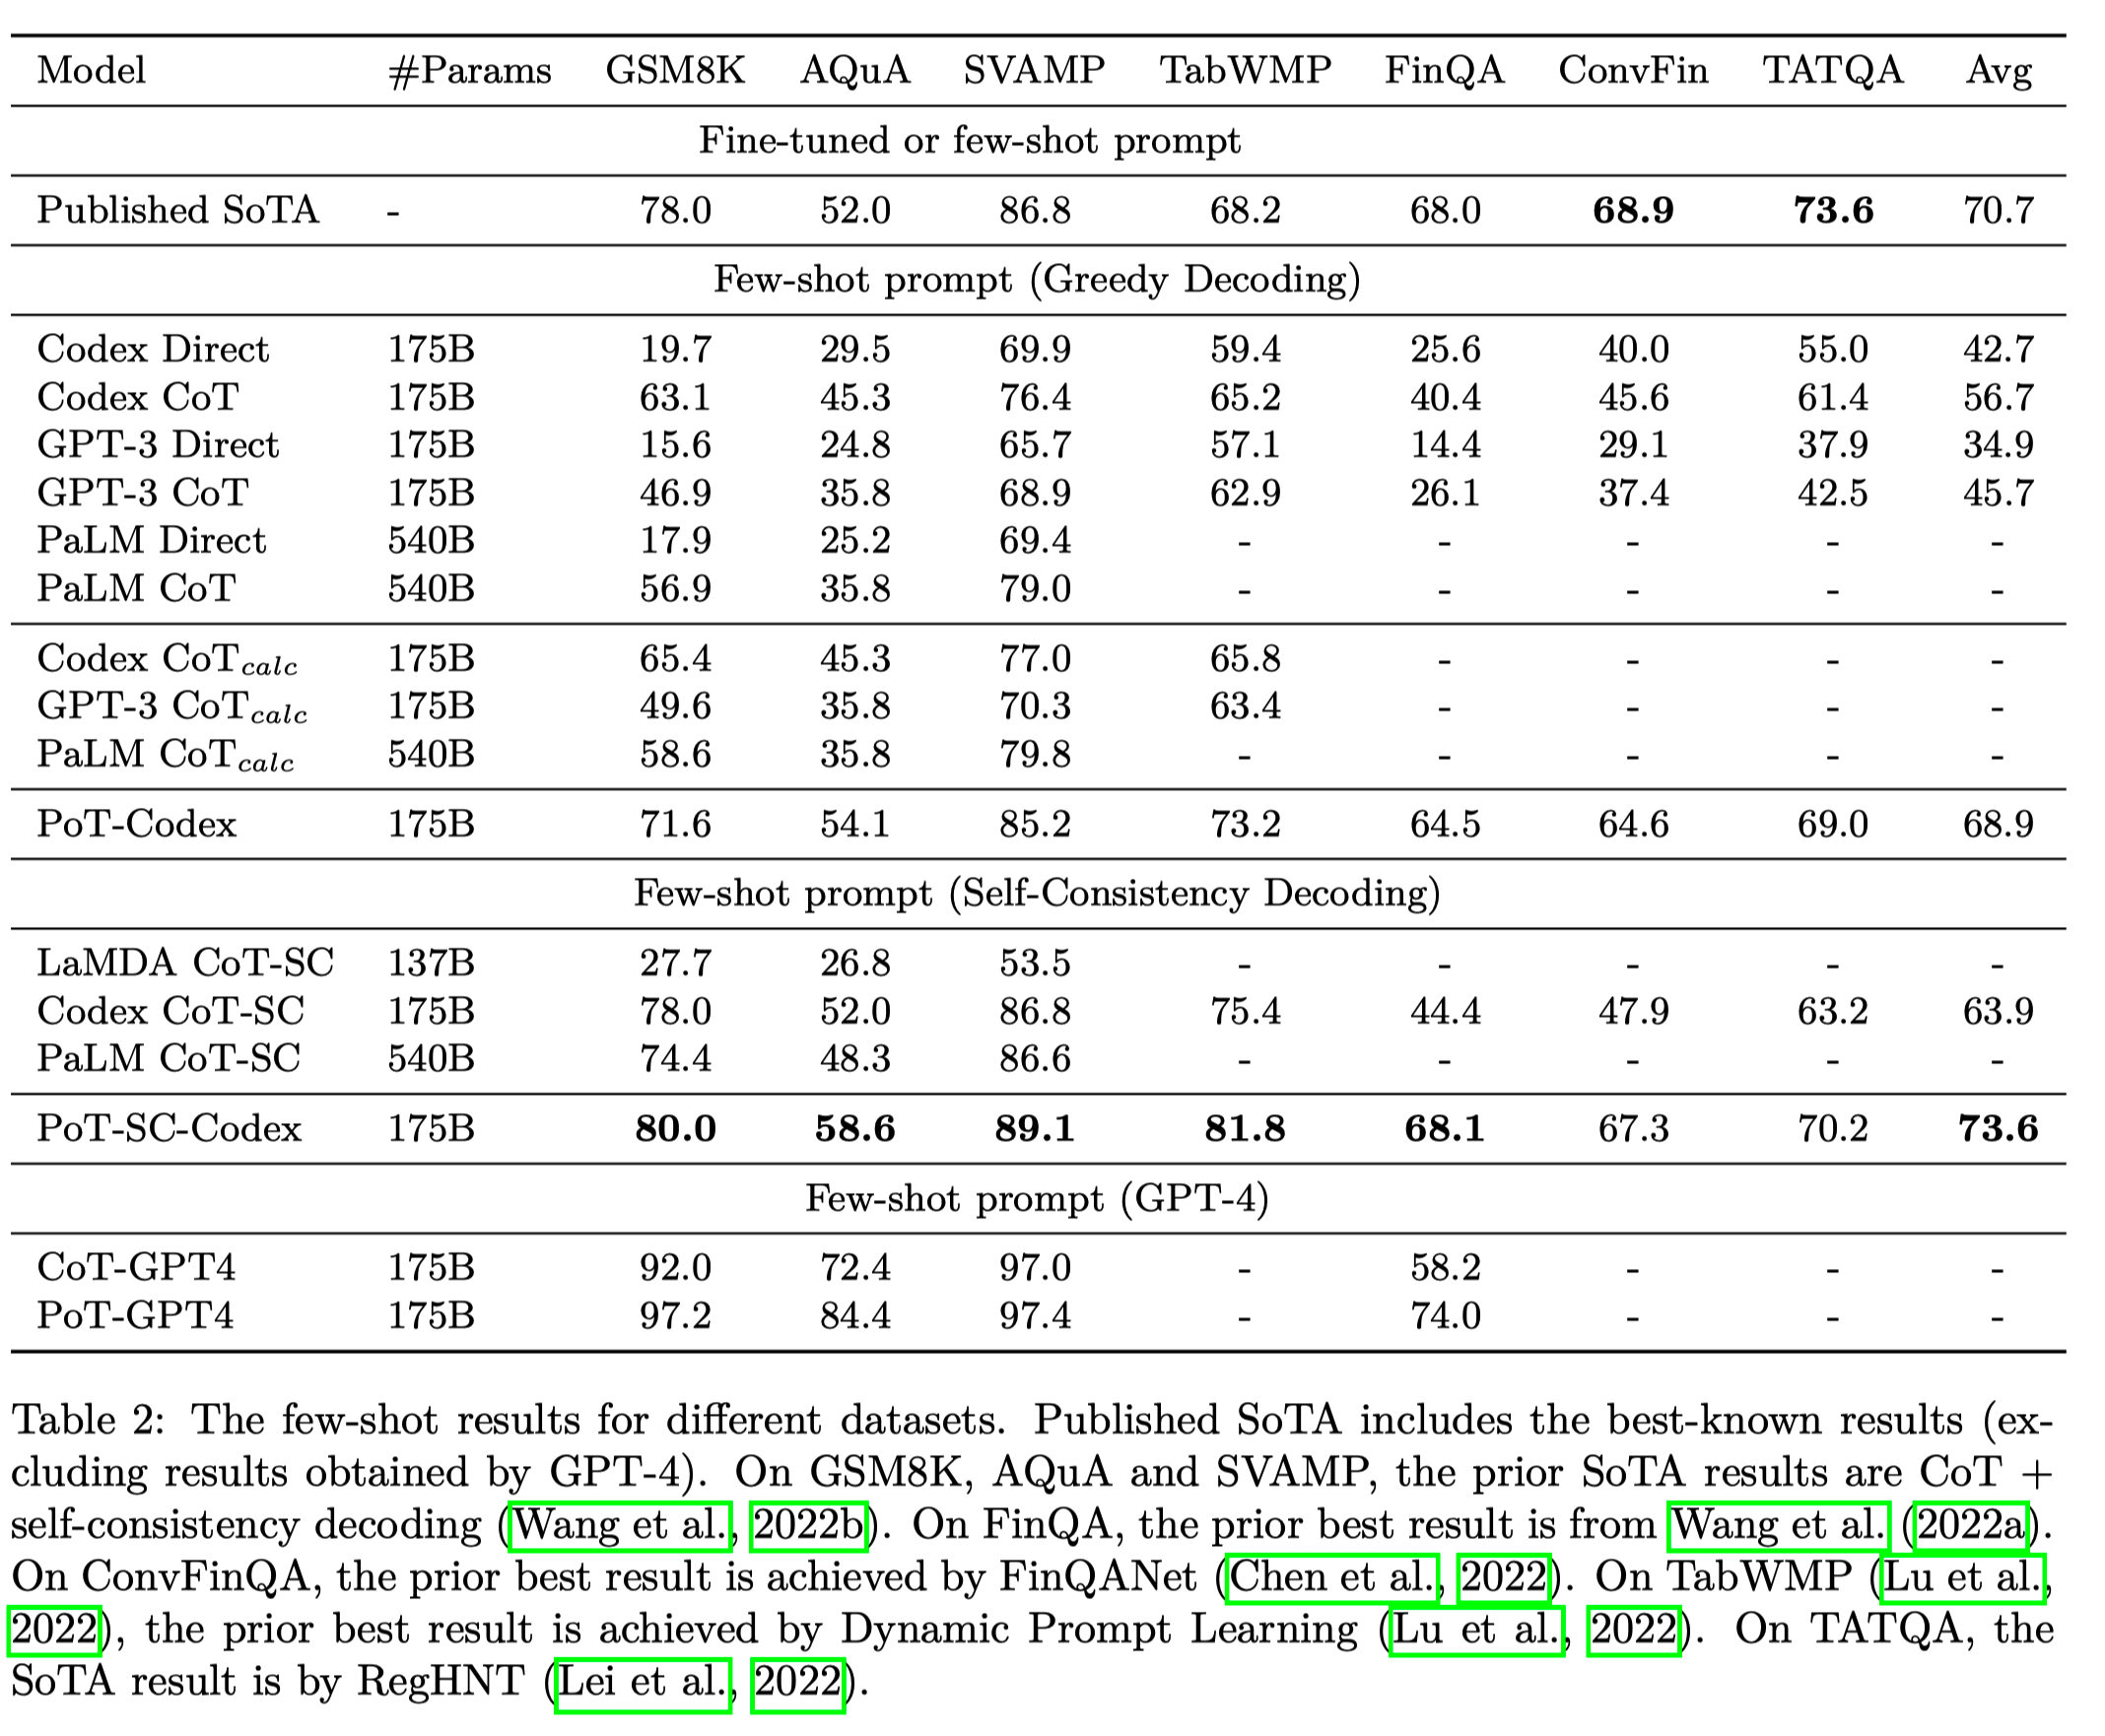 Model #Params GSM8K AQuA SVAMP TabWMP FinQA ConvFin TATQA Avg
Fine-tuned or few-shot prompt
Published SoTA - 78.0 52.0 86.8 68.2 68.0 68.9 73.6 70.7
Few-shot prompt (Greedy Decoding)
Codex Direct 175B 19.7 29.5 69.9 59.4 25.6 40.0 55.0 42.7
Codex CoT 175B 63.1 45.3 76.4 65.2 40.4 45.6 61.4 56.7
GPT-3 Direct 175B 15.6 24.8 65.7 57.1 14.4 29.1 37.9 34.9
GPT-3 CoT 175B 46.9 35.8 68.9 62.9 26.1 37.4 42.5 45.7
PaLM Direct 540B 17.9 25.2 69.4 - - - - -
PaLM CoT 540B 56.9 35.8 79.0 - - - - -
Codex CoTcalc 175B 65.4 45.3 77.0 65.8 - - - -
GPT-3 CoTcalc 175B 49.6 35.8 70.3 63.4 - - - -
PaLM CoTcalc 540B 58.6 35.8 79.8 - - - - -
PoT-Codex 175B 71.6 54.1 85.2 73.2 64.5 64.6 69.0 68.9
Few-shot prompt (Self-Consistency Decoding)
LaMDA CoT-SC 137B 27.7 26.8 53.5 - - - - -
Codex CoT-SC 175B 78.0 52.0 86.8 75.4 44.4 47.9 63.2 63.9
PaLM CoT-SC 540B 74.4 48.3 86.6 - - - - -
PoT-SC-Codex 175B 80.0 58.6 89.1 81.8 68.1 67.3 70.2 73.6
Few-shot prompt (GPT-4)
CoT-GPT4 175B 92.0 72.4 97.0 - 58.2 - - -
PoT-GPT4 175B 97.2 84.4 97.4 - 74.0 - - -
Table 2: The few-shot results for different datasets. Published SoTA includes the best-known results (ex-
cluding results obtained by GPT-4). On GSM8K, AQuA and SVAMP, the prior SoTA results are CoT +
self-consistency decoding (Wang et al., 2022b). On FinQA, the prior best result is from Wang et al. (2022a).
On ConvFinQA, the prior best result is achieved by FinQANet (Chen et al., 2022). On TabWMP (Lu et al.,
2022), the prior best result is achieved by Dynamic Prompt Learning (Lu et al., 2022). On TATQA, the
SoTA result is by RegHNT (Lei et al., 2022).